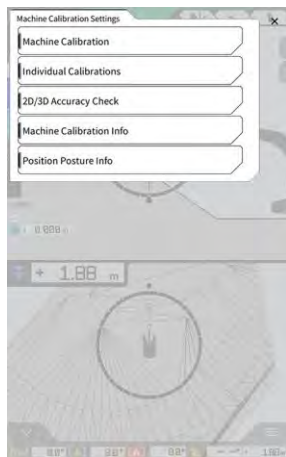 Machine Calibration Settings
×
Machine Calibration
Individual Calibrations
2D/3D Accuracy Check
Machine Calibration Info
Position Posture Info
+ 1.88 m